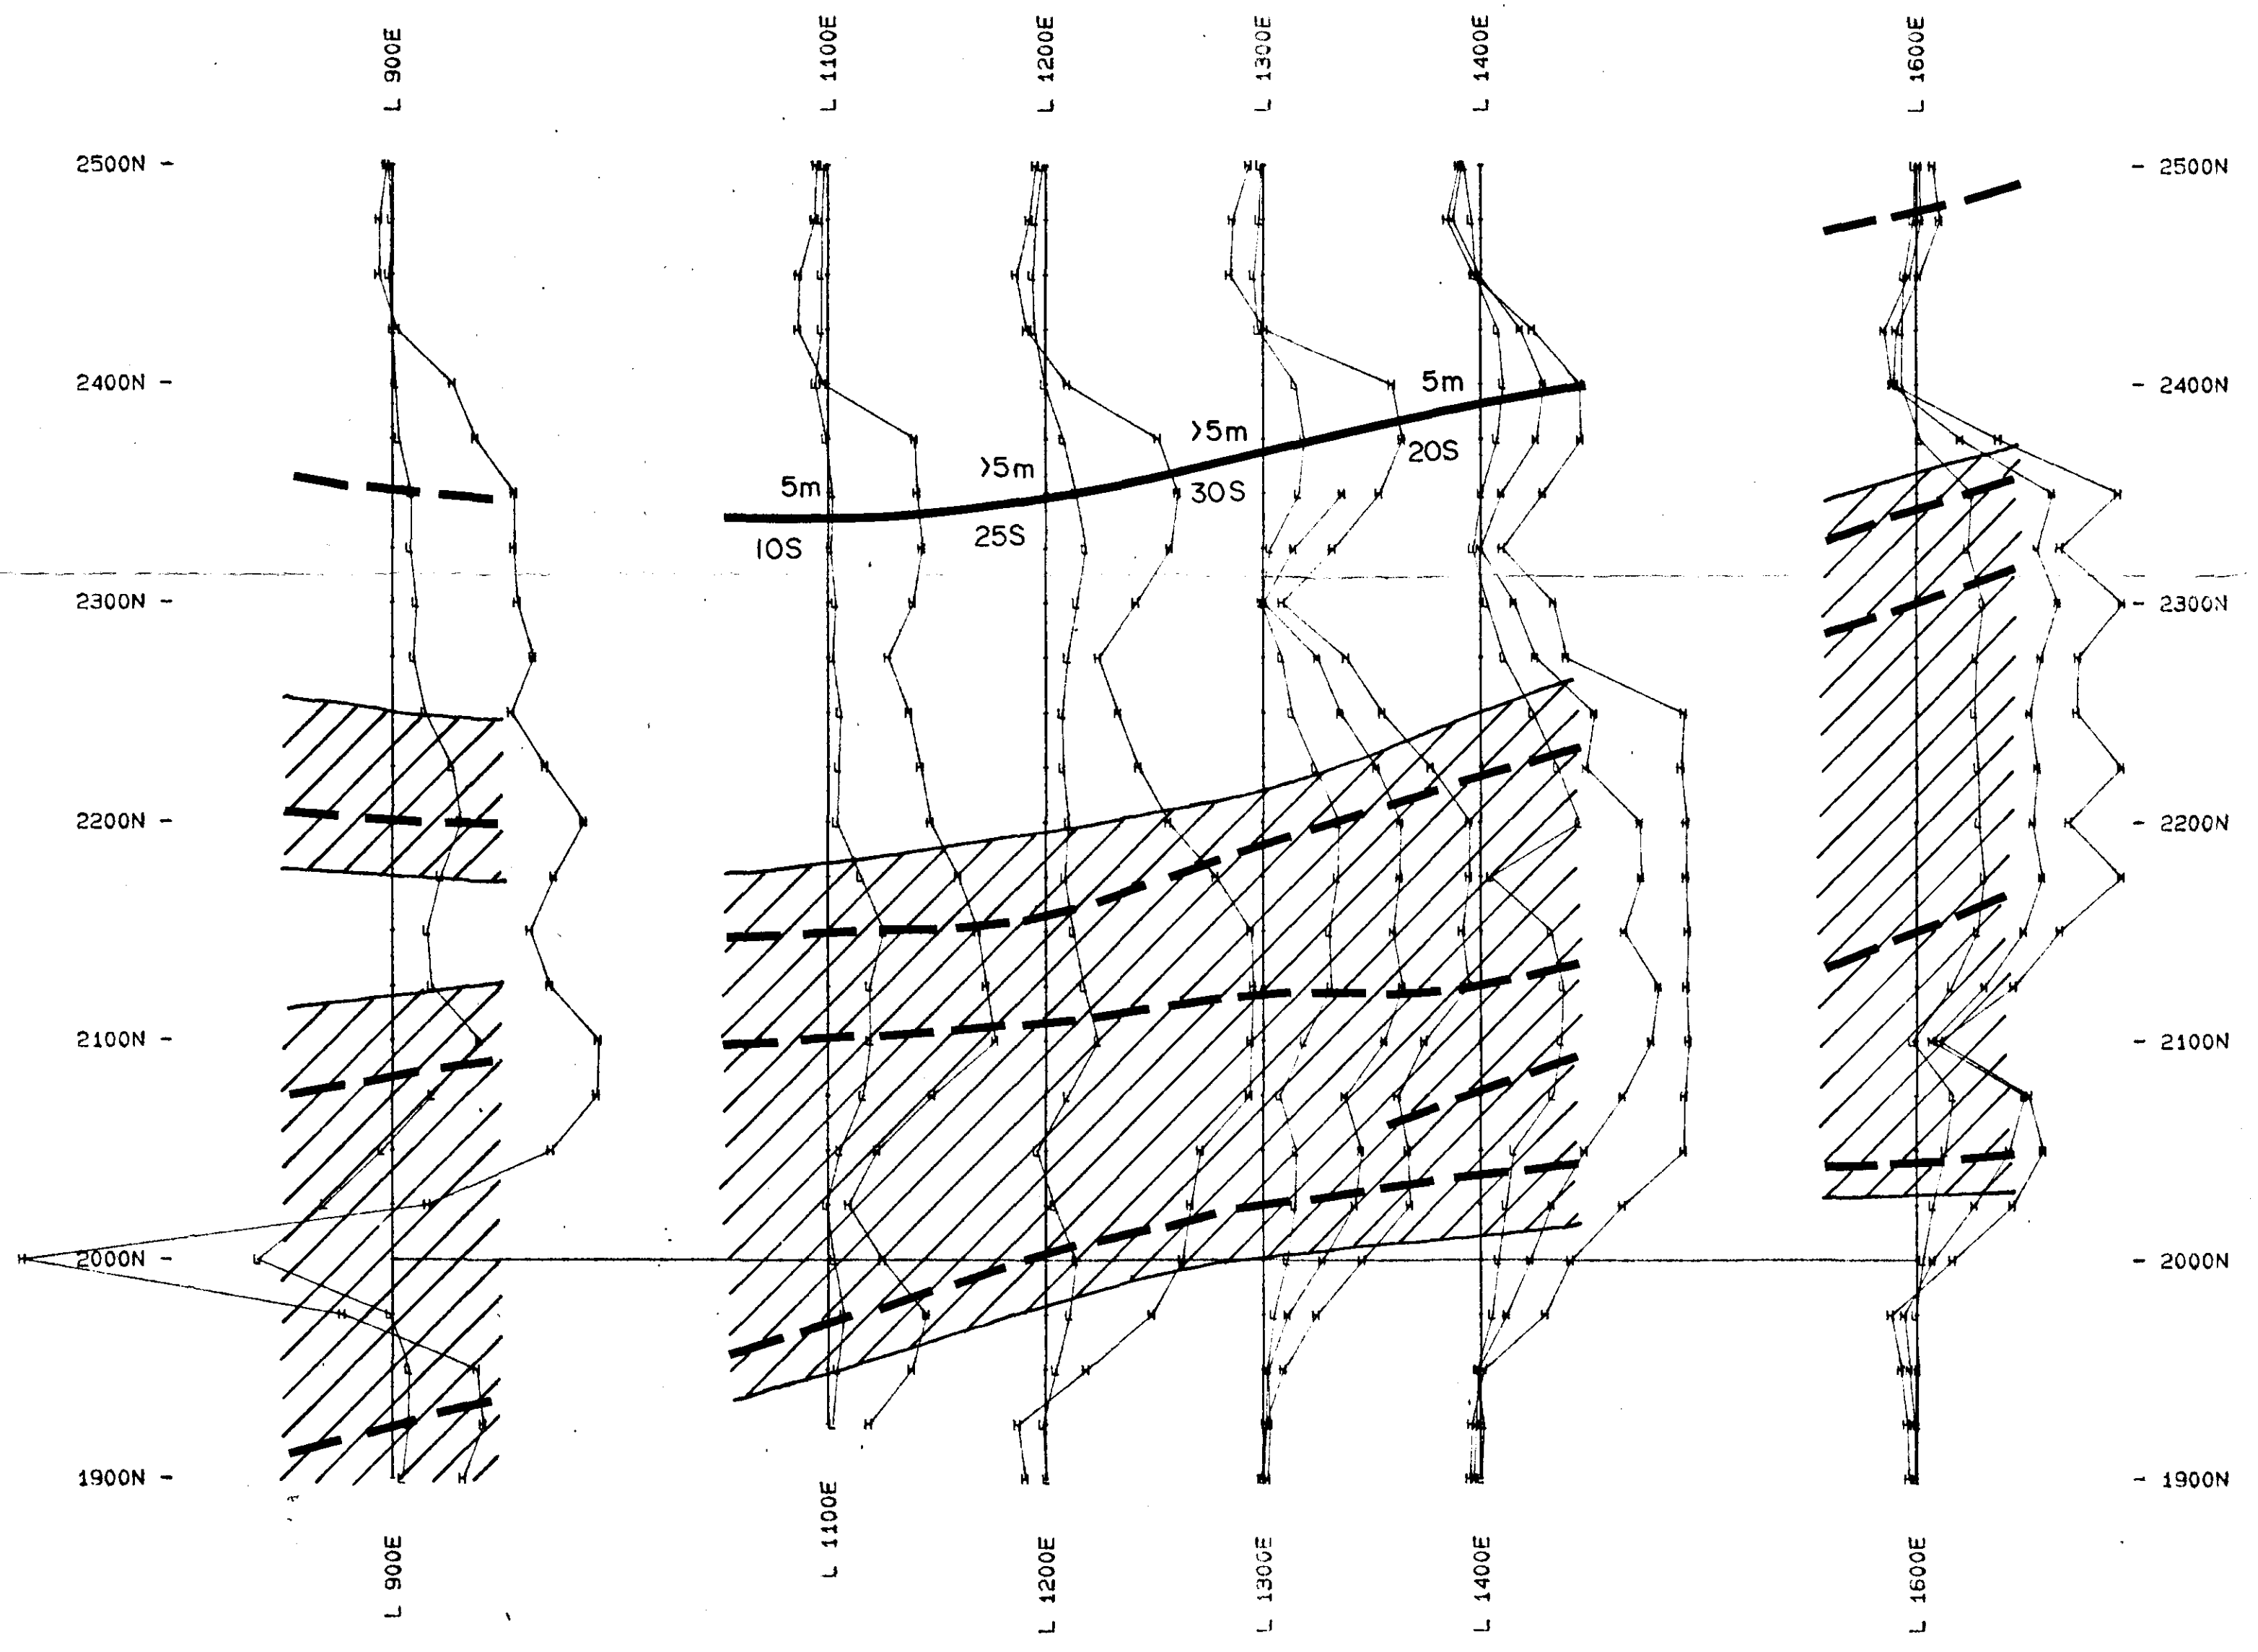 L 900E
L 1100E
L 1200E
L 1300E
L 1400E
L 1600E
2500N - - 2500N
2400N - - 2400N
5m
>5m
>5m
20S
5m
30S
10S
25S
2300N - - 2300N
2200N - - 2200N
2100N - - 2100N
2000N - - 2000N
1900N - - 1900N
L 900E
L 1100E
L 1200E
L 1300E
L 1400E
L 1600E